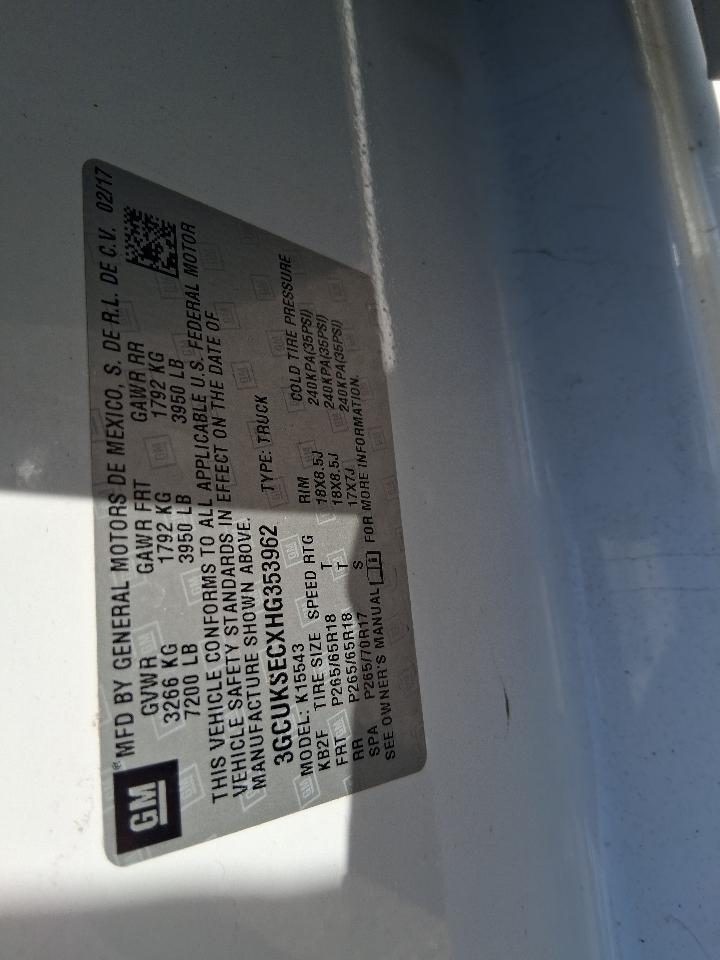 GM
® MFD BY GENERAL MOTORS DE MEXICO, S. DE R.L. DE C.V. 02/17
GVWR GAWR FRT GAWR RR
3266 KG 1792 KG 1792 KG
7200 LB 3950 LB 3950 LB
THIS VEHICLE CONFORMS TO ALL APPLICABLE U.S. FEDERAL MOTOR
VEHICLE SAFETY STANDARDS IN EFFECT ON THE DATE OF
MANUFACTURE SHOWN ABOVE.
3GCUKSECXHG353962 TYPE: TRUCK
MODEL: K15543
KB2F TIRE SIZE SPEED RTG RIM COLD TIRE PRESSURE
FRT P265/65R18 T 18X8.5J 240KPA(35PSI)
RR P265/65R18 T 18X8.5J 240KPA(35PSI)
SPA P265/70R17 S 17X7J 240KPA(35PSI)
SEE OWNER'S MANUAL FOR MORE INFORMATION.